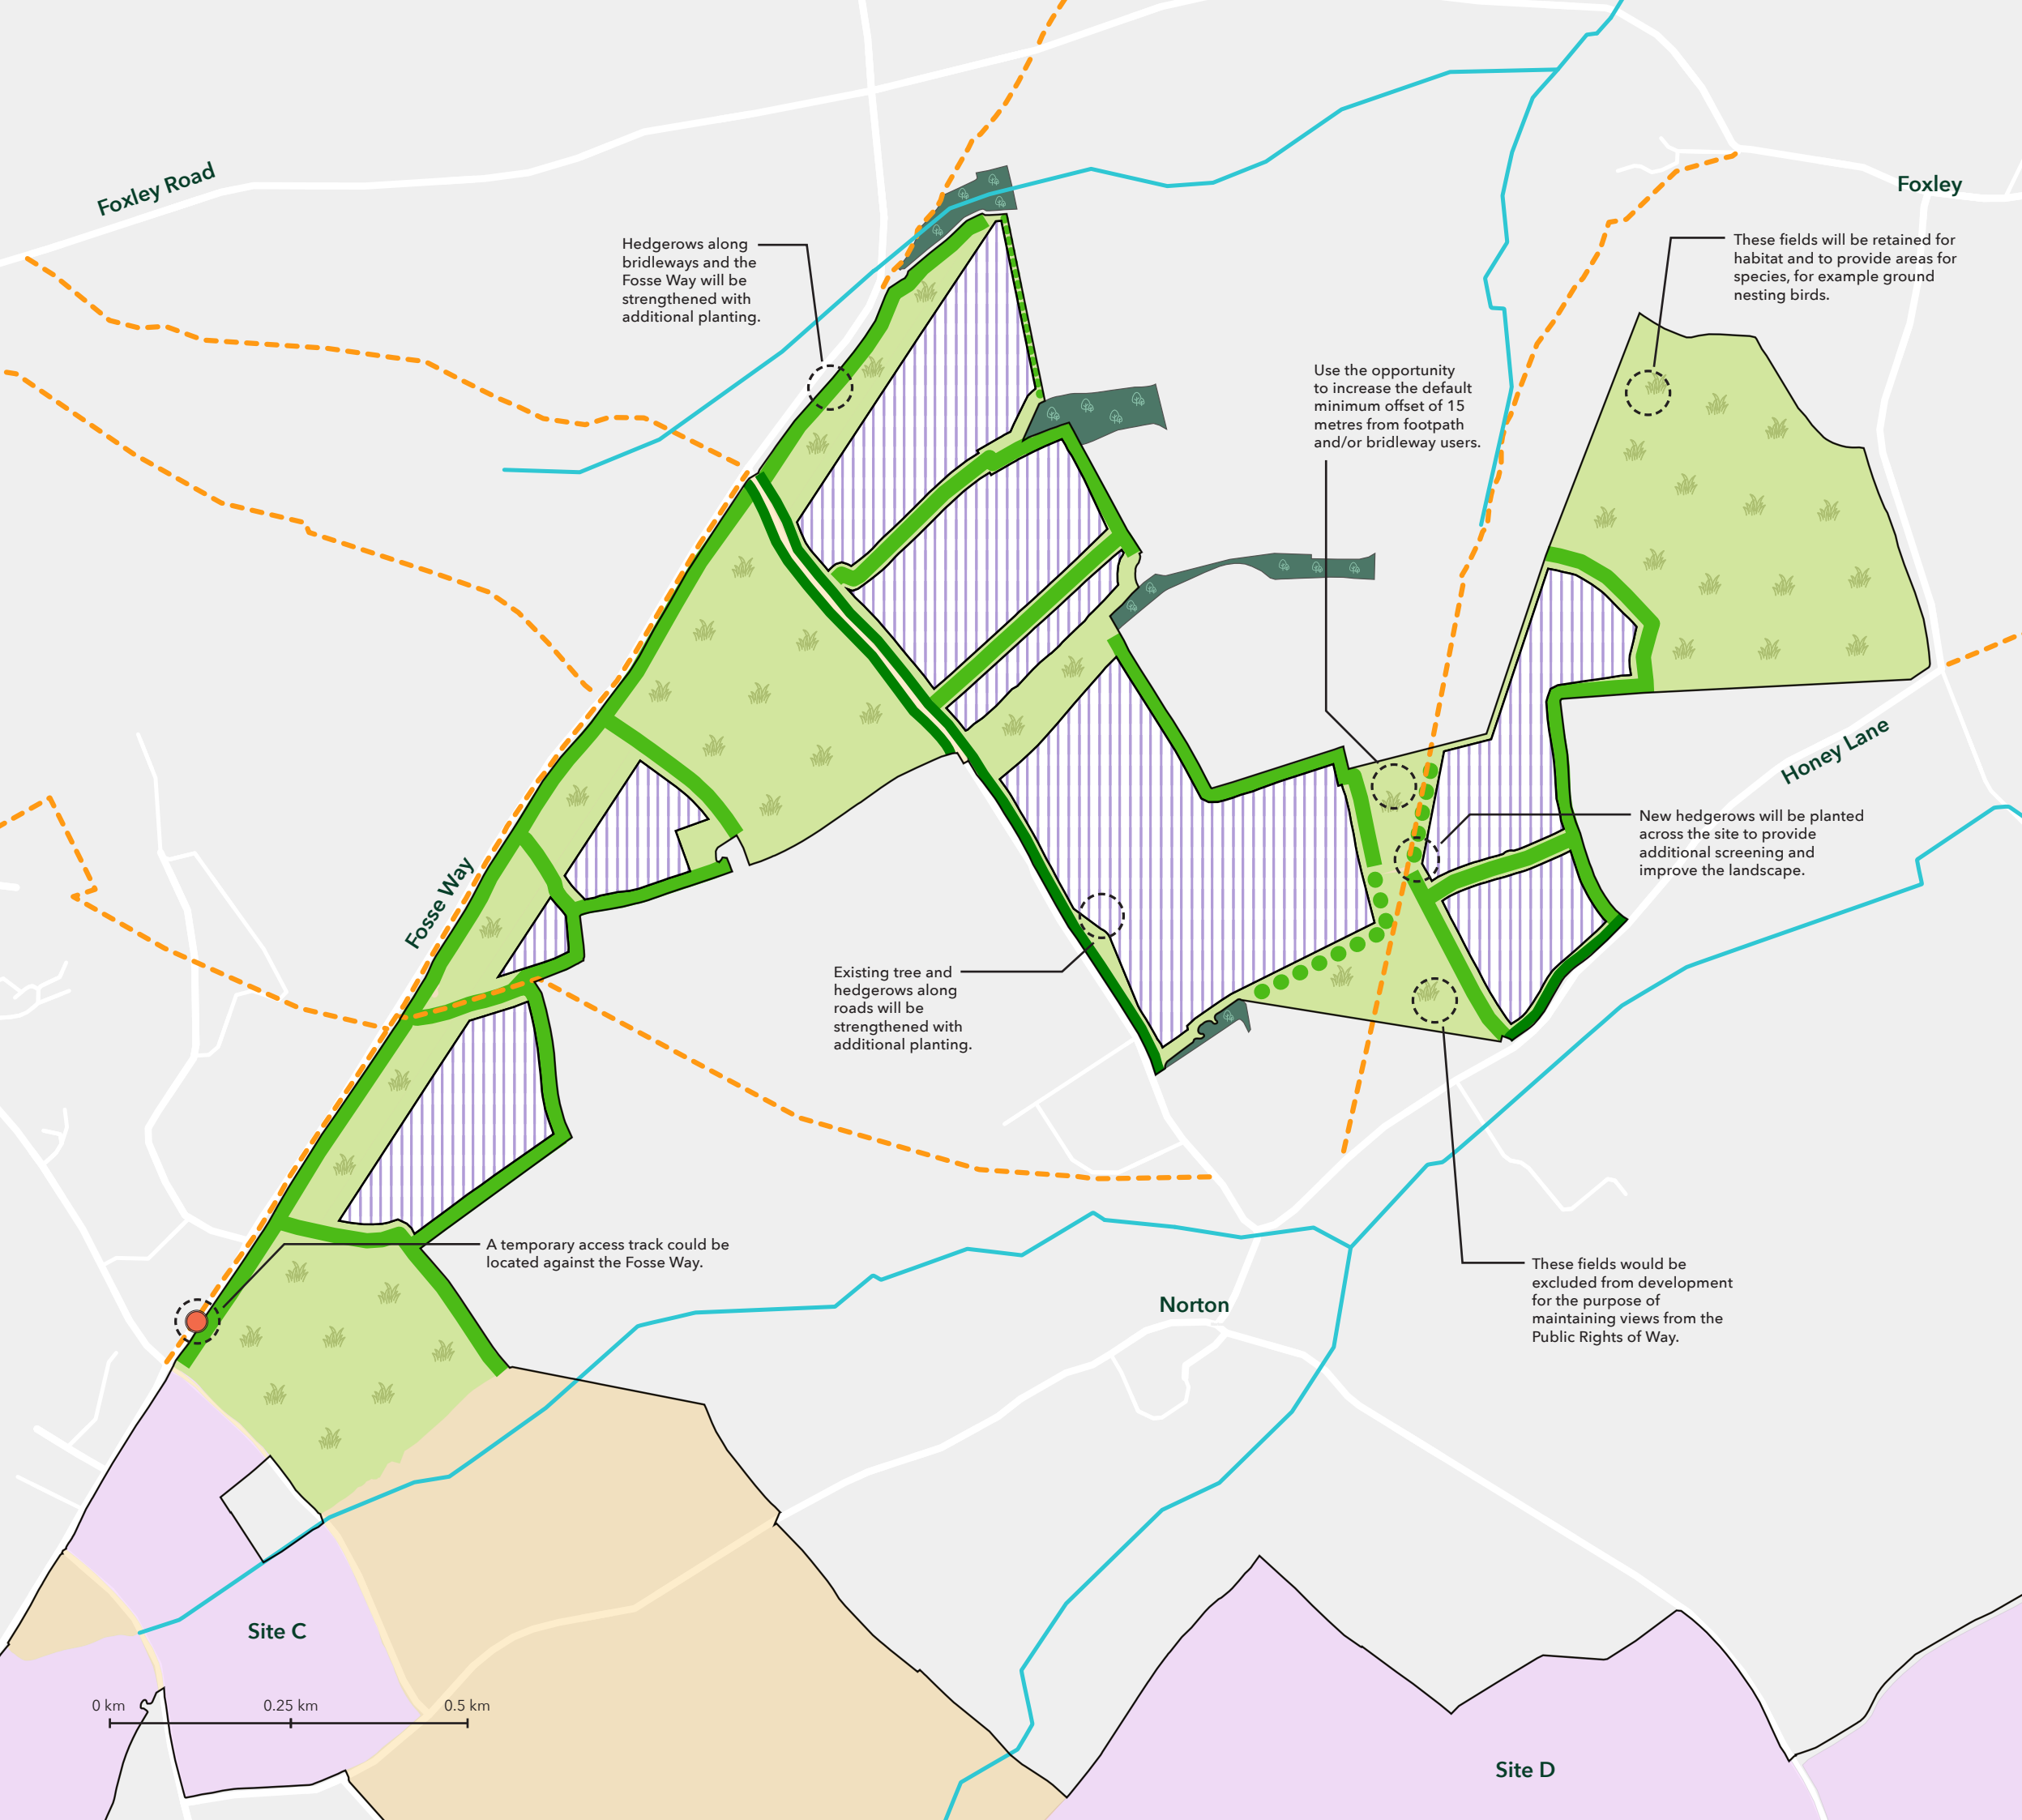 Foxley Road
Foxley
Hedgerows along
bridleways and the
Fosse Way will be
strengthened with
additional planting.
These fields will be retained for
habitat and to provide areas for
species, for example ground
nesting birds.
Use the opportunity
to increase the default
minimum offset of 15
metres from footpath
and/or bridleway users.
Honey Lane
New hedgerows will be planted
across the site to provide
additional screening and
improve the landscape.
Fosse Way
Existing tree and
hedgerows along
roads will be
strengthened with
additional planting.
A temporary access track could be
located against the Fosse Way.
These fields would be
excluded from development
for the purpose of
maintaining views from the
Public Rights of Way.
Norton
Site C
0 km
0.25 km
0.5 km
Site D